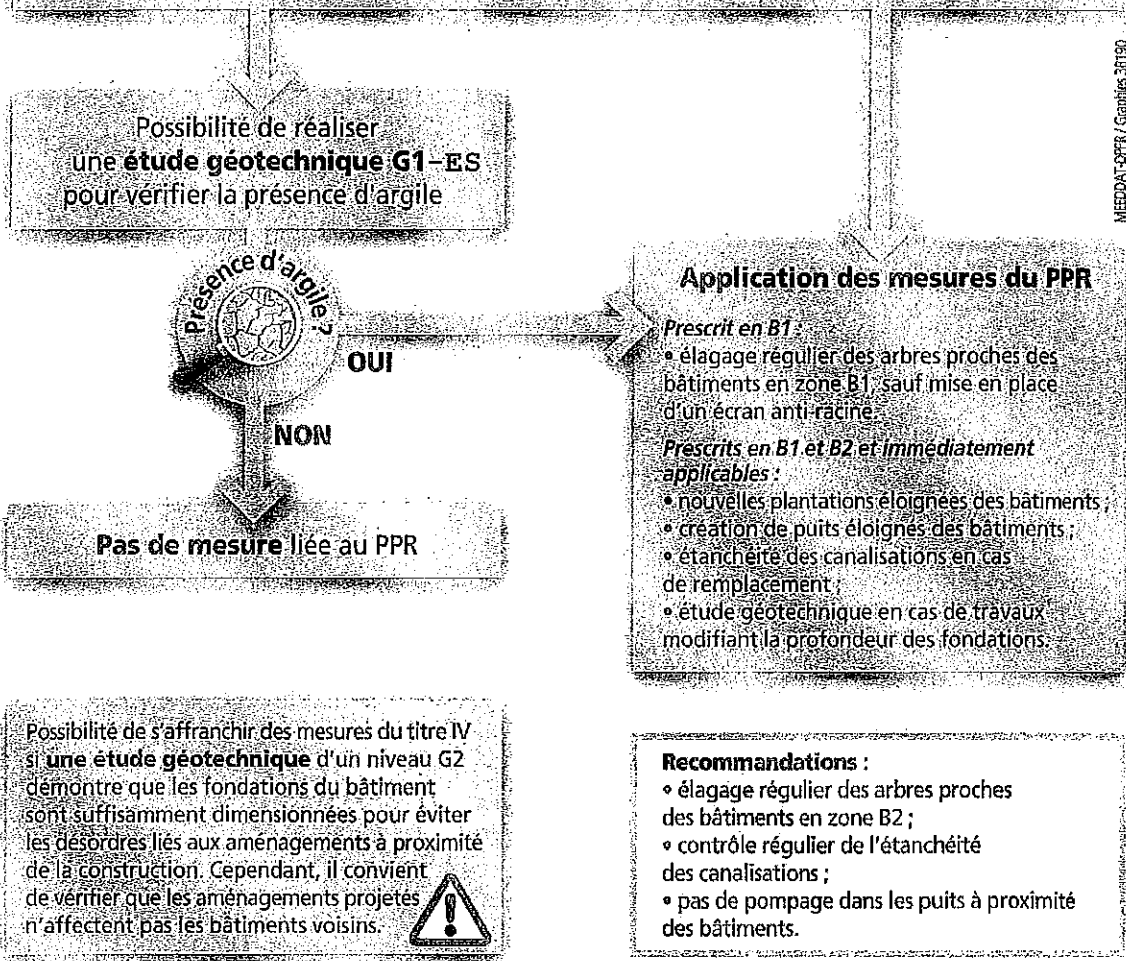 Possibilité de réaliser
une étude géotechnique G1-ES
pour vérifier la présence d'argile
Présence d'argile ?
OUI
NON
Pas de mesure liée au PPR
MEEDDAT-DPPR / Graphies 38190
Application des mesures du PPR
Prescrit en B1 :
• élagage régulier des arbres proches des
bâtiments en zone B1, sauf mise en place
d'un écran anti-racine.
Prescrits en B1 et B2 et immédiatement
applicables :
• nouvelles plantations éloignées des bâtiments ;
• création de puits éloignés des bâtiments ;
• étanchéité des canalisations en cas
de remplacement ;
• étude géotechnique en cas de travaux
modifiant la profondeur des fondations.
Possibilité de s'affranchir des mesures du titre IV
si une étude géotechnique d'un niveau G2
démontre que les fondations du bâtiment
sont suffisamment dimensionnées pour éviter
les désordres liés aux aménagements à proximité
de la construction. Cependant, il convient
de vérifier que les aménagements projetés
n'affectent pas les bâtiments voisins.
Recommandations :
• élagage régulier des arbres proches
des bâtiments en zone B2 ;
• contrôle régulier de l'étanchéité
des canalisations ;
• pas de pompage dans les puits à proximité
des bâtiments.